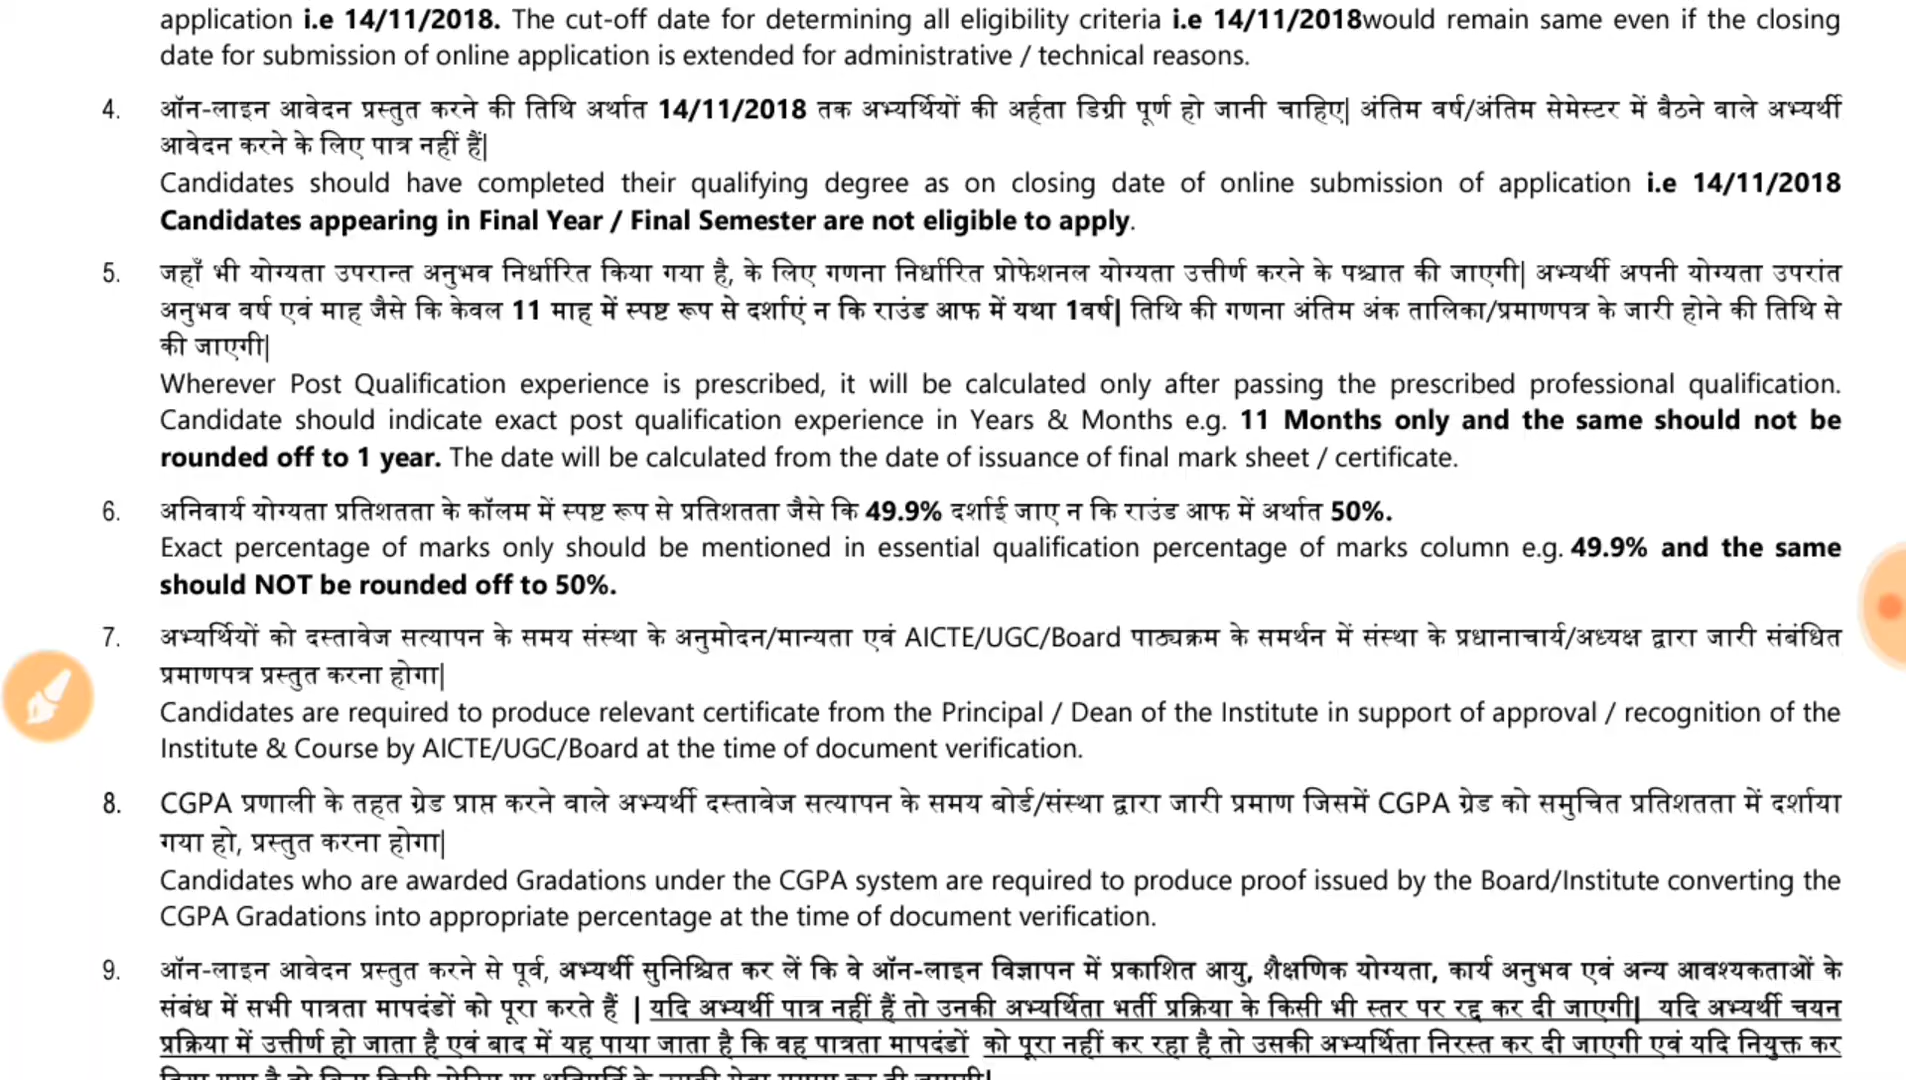 application i.e 14/11/2018. The cut-off date for determining all eligibility criteria i.e 14/11/2018would remain same even if the closing
date for submission of online application is extended for administrative / technical reasons.
4. ऑन-लाइन आवेदन प्रस्तुत करने की तिथि अर्थात 14/11/2018 तक अभ्यर्थियों की अर्हता डिग्री पूर्ण हो जानी चाहिए| अंतिम वर्ष/अंतिम सेमेस्टर में बैठने वाले अभ्यर्थी
आवेदन करने के लिए पात्र नहीं हैं|
Candidates should have completed their qualifying degree as on closing date of online submission of application i.e 14/11/2018
Candidates appearing in Final Year / Final Semester are not eligible to apply.
5. जहाँ भी योग्यता उपरान्त अनुभव निर्धारित किया गया है, के लिए गणना निर्धारित प्रोफेशनल योग्यता उत्तीर्ण करने के पश्चात की जाएगी| अभ्यर्थी अपनी योग्यता उपरांत
अनुभव वर्ष एवं माह जैसे कि केवल 11 माह में स्पष्ट रूप से दर्शाएं न कि राउंड आफ में यथा 1वर्ष| तिथि की गणना अंतिम अंक तालिका/प्रमाणपत्र के जारी होने की तिथि से
की जाएगी|
Wherever Post Qualification experience is prescribed, it will be calculated only after passing the prescribed professional qualification.
Candidate should indicate exact post qualification experience in Years & Months e.g. 11 Months only and the same should not be
rounded off to 1 year. The date will be calculated from the date of issuance of final mark sheet / certificate.
6. अनिवार्य योग्यता प्रतिशतता के कॉलम में स्पष्ट रूप से प्रतिशतता जैसे कि 49.9% दर्शाई जाए न कि राउंड आफ में अर्थात 50%.
Exact percentage of marks only should be mentioned in essential qualification percentage of marks column e.g. 49.9% and the same
should NOT be rounded off to 50%.
7. अभ्यर्थियों को दस्तावेज सत्यापन के समय संस्था के अनुमोदन/मान्यता एवं AICTE/UGC/Board पाठ्यक्रम के समर्थन में संस्था के प्रधानाचार्य/अध्यक्ष द्वारा जारी संबंधित
प्रमाणपत्र प्रस्तुत करना होगा|
Candidates are required to produce relevant certificate from the Principal / Dean of the Institute in support of approval / recognition of the
Institute & Course by AICTE/UGC/Board at the time of document verification.
8. CGPA प्रणाली के तहत ग्रेड प्राप्त करने वाले अभ्यर्थी दस्तावेज सत्यापन के समय बोर्ड/संस्था द्वारा जारी प्रमाण जिसमें CGPA ग्रेड को समुचित प्रतिशतता में दर्शाया
गया हो, प्रस्तुत करना होगा|
Candidates who are awarded Gradations under the CGPA system are required to produce proof issued by the Board/Institute converting the
CGPA Gradations into appropriate percentage at the time of document verification.
9. ऑन-लाइन आवेदन प्रस्तुत करने से पूर्व, अभ्यर्थी सुनिश्चित कर लें कि वे ऑन-लाइन विज्ञापन में प्रकाशित आयु, शैक्षणिक योग्यता, कार्य अनुभव एवं अन्य आवश्यकताओं के
संबंध में सभी पात्रता मापदंडों को पूरा करते हैं | यदि अभ्यर्थी पात्र नहीं हैं तो उनकी अभ्यर्थिता भर्ती प्रक्रिया के किसी भी स्तर पर रद्द कर दी जाएगी| यदि अभ्यर्थी चयन
प्रक्रिया में उत्तीर्ण हो जाता है एवं बाद में यह पाया जाता है कि वह पात्रता मापदंडों को पूरा नहीं कर रहा है तो उसकी अभ्यर्थिता निरस्त कर दी जाएगी एवं यदि नियुक्त कर